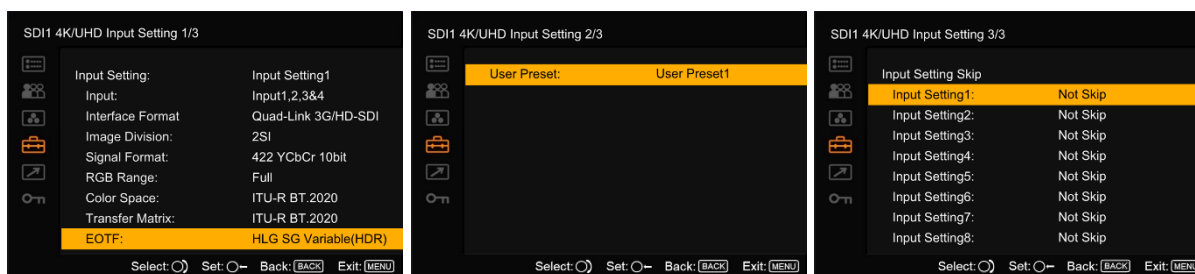 SDI1 4K/UHD Input Setting 1/3
Input Setting: Input Setting1
Input: Input1,2,3&4
Interface Format Quad-Link 3G/HD-SDI
Image Division: 2SI
Signal Format: 422 YCbCr 10bit
RGB Range: Full
Color Space: ITU-R BT.2020
Transfer Matrix: ITU-R BT.2020
EOTF: HLG SG Variable(HDR)
Select: Set: Back: BACK Exit: MENU
SDI1 4K/UHD Input Setting 2/3
User Preset: User Preset1
Select: Set: Back: BACK Exit: MENU
SDI1 4K/UHD Input Setting 3/3
Input Setting Skip
Input Setting1: Not Skip
Input Setting2: Not Skip
Input Setting3: Not Skip
Input Setting4: Not Skip
Input Setting5: Not Skip
Input Setting6: Not Skip
Input Setting7: Not Skip
Input Setting8: Not Skip
Select: Set: Back: BACK Exit: MENU